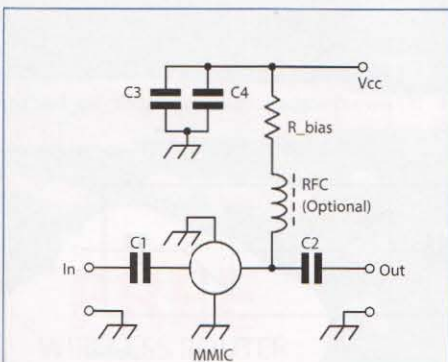 C3
C4
Vcc
R_bias
RFC
(Optional)
C1
C2
In
Out
MMIC